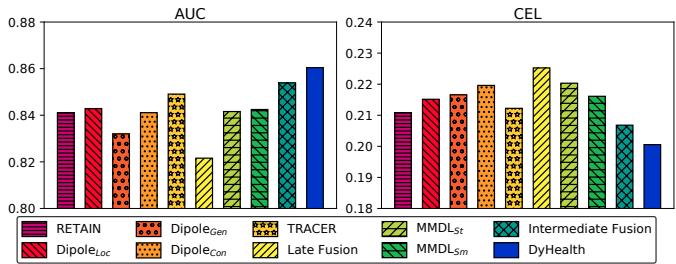 AUC
0.88
0.86
0.84
0.82
0.80
CEL
0.24
0.23
0.22
0.21
0.20
0.19
0.18
RETAIN
Dipole_Loc
Dipole_Gen
Dipole_Con
TRACER
Late Fusion
MMDL_St
MMDL_Sm
Intermediate Fusion
DyHealth